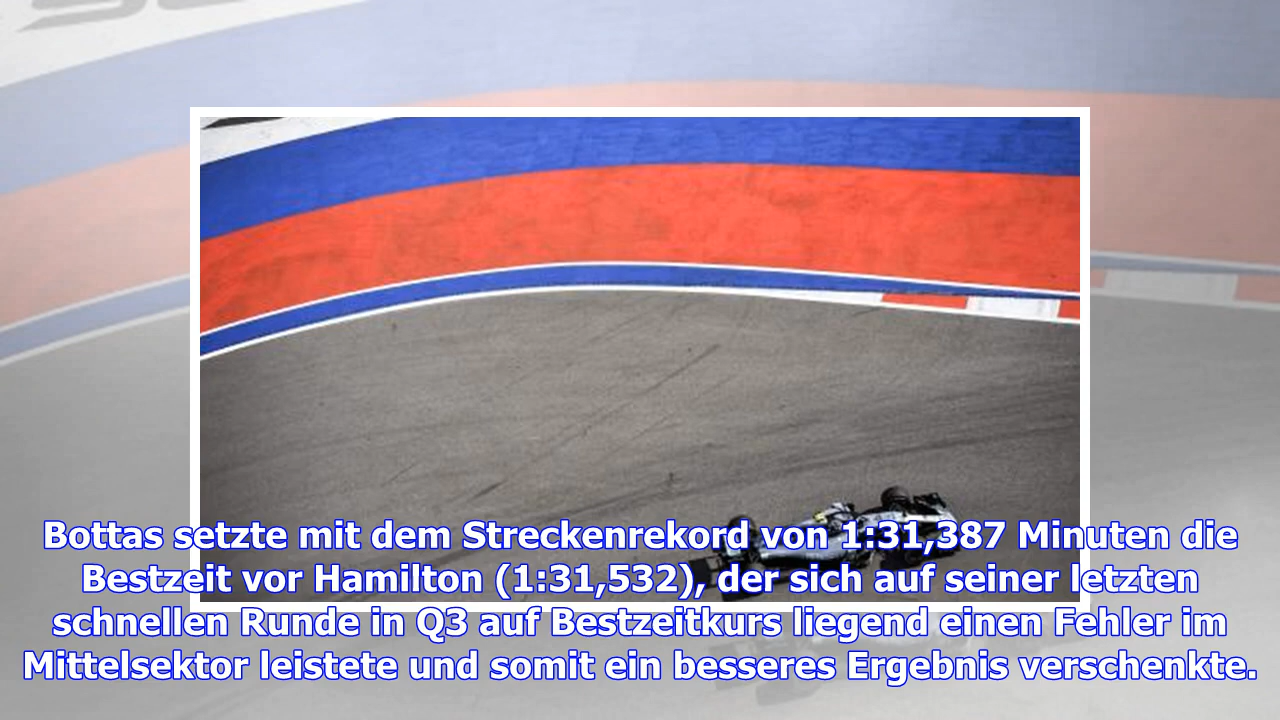 Bottas setzte mit dem Streckenrekord von 1:31,387 Minuten die
Bestzeit vor Hamilton (1:31,532), der sich auf seiner letzten
schnellen Runde in Q3 auf Bestzeitkurs liegend einen Fehler im
Mittelsektor leistete und somit ein besseres Ergebnis verschenkte.